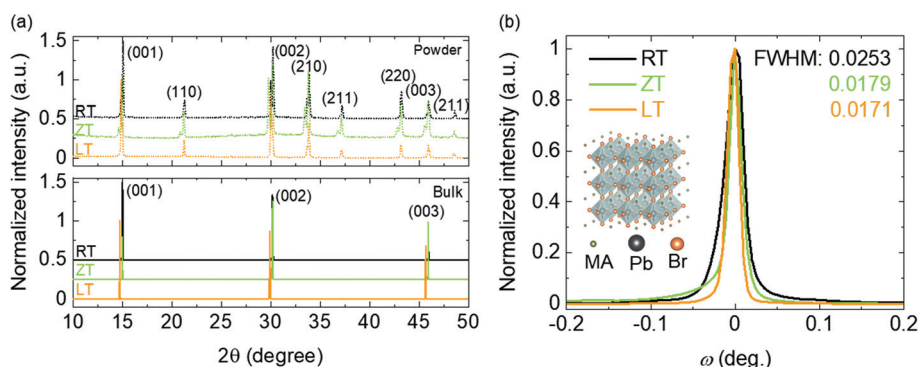 (a)
Normalized intensity (a.u.)
1.5
1.0
0.5
0
(001)
(110)
(002)
(210)
(211)
(220)
(003)
(211)
Powder
RT
ZT
LT
1.5
1.0
0.5
0
(001)
(002)
(003)
Bulk
RT
ZT
LT
10 15 20 25 30 35 40 45 50
2θ (degree)
(b)
Normalized intensity (a.u.)
1
0.8
0.6
0.4
0.2
0
RT FWHM: 0.0253
ZT 0.0179
LT 0.0171
MA Pb Br
-0.2 -0.1 0 0.1 0.2
ω (deg.)